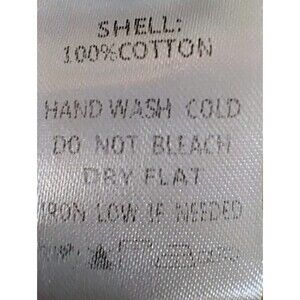 SHELL:
100%COTTON
HAND WASH COLD
DO NOT BLEACH
DRY FLAT
IRON LOW IF NEEDED